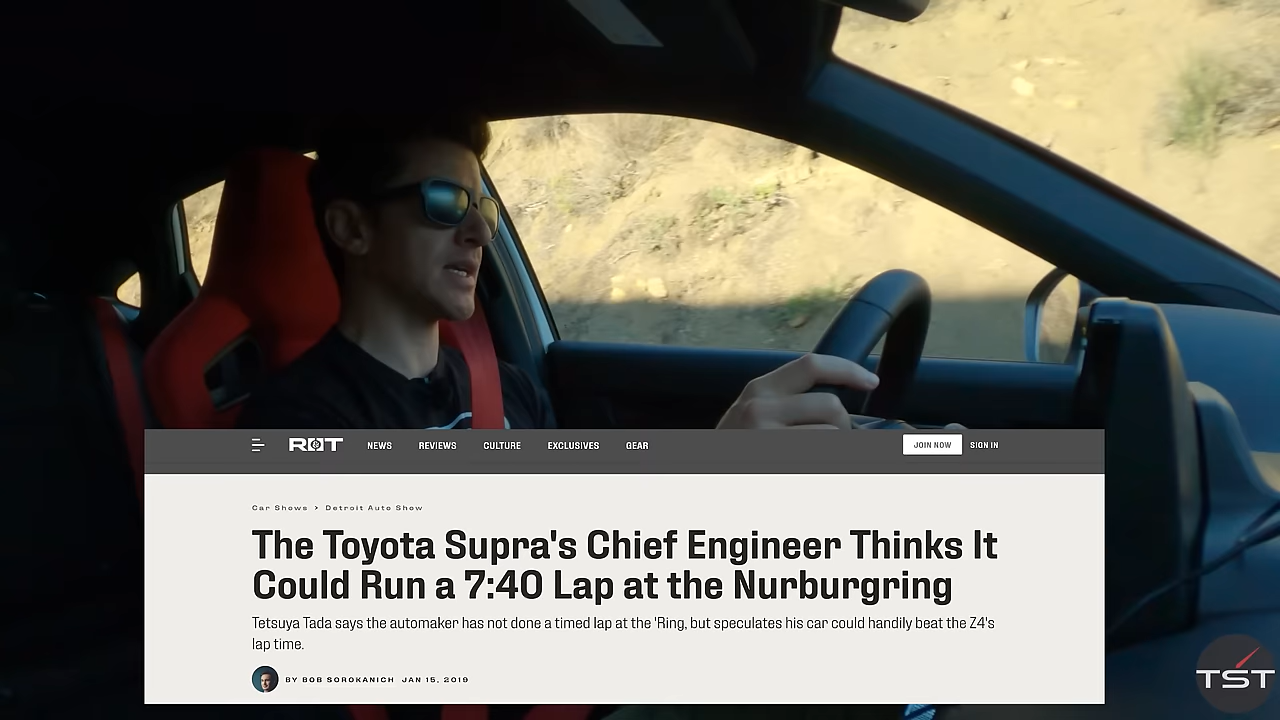 ROT
NEWS
REVIEWS
CULTURE
EXCLUSIVES
GEAR
JOIN NOW
SIGN IN
Car Shows > Detroit Auto Show
The Toyota Supra's Chief Engineer Thinks It
Could Run a 7:40 Lap at the Nurburgring
Tetsuya Tada says the automaker has not done a timed lap at the 'Ring, but speculates his car could handily beat the Z4's
lap time.
BY BOB SOROKANICH JAN 15, 2019
TST